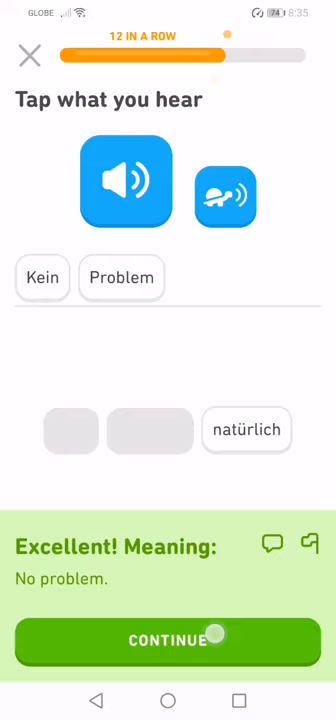 GLOBE 74 8:35
12 IN A ROW
Tap what you hear
Kein Problem
natürlich
Excellent! Meaning:
No problem.
CONTINUE